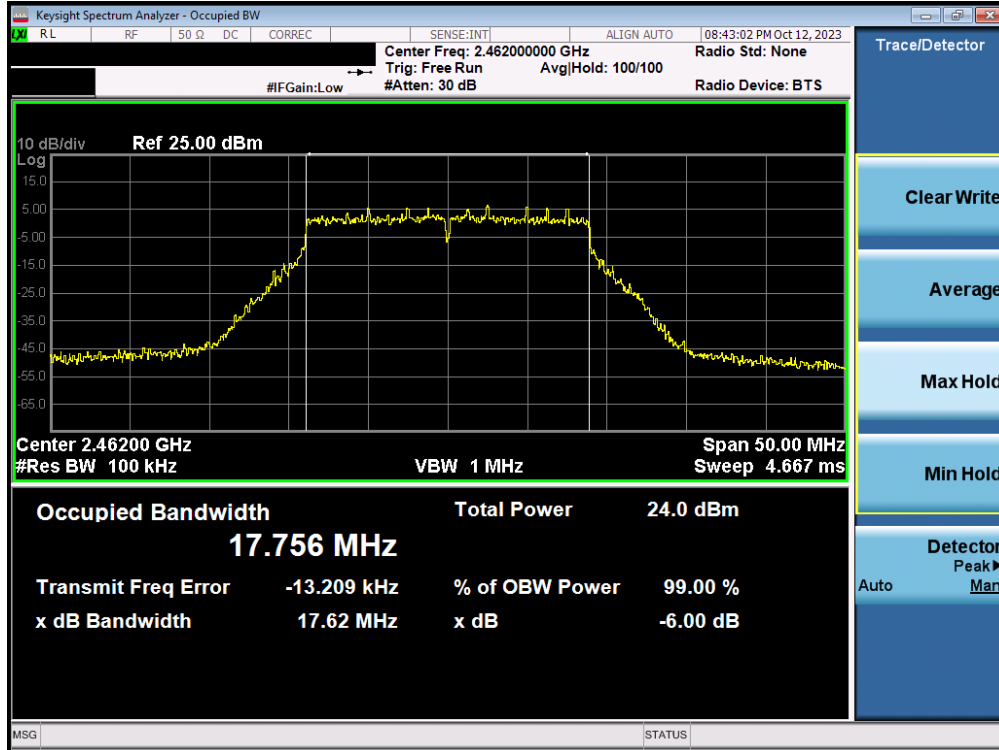 Keysight Spectrum Analyzer - Occupied BW
LXI RL RF 50 Ω DC CORREC SENSE:INT ALIGN AUTO 08:43:02 PM Oct 12, 2023
Center Freq: 2.462000000 GHz Radio Std: None
Trig: Free Run Avg|Hold: 100/100
#IFGain:Low #Atten: 30 dB Radio Device: BTS
10 dB/div Ref 25.00 dBm
Log
15.0
5.00
-5.00
-15.0
-25.0
-35.0
-45.0
-55.0
-65.0
Center 2.46200 GHz Span 50.00 MHz
#Res BW 100 kHz VBW 1 MHz Sweep 4.667 ms
Occupied Bandwidth Total Power 24.0 dBm
17.756 MHz
Transmit Freq Error -13.209 kHz % of OBW Power 99.00 %
x dB Bandwidth 17.62 MHz x dB -6.00 dB
MSG STATUS
Trace/Detector
Clear Write
Average
Max Hold
Min Hold
Detector
Peak▶
Auto Man